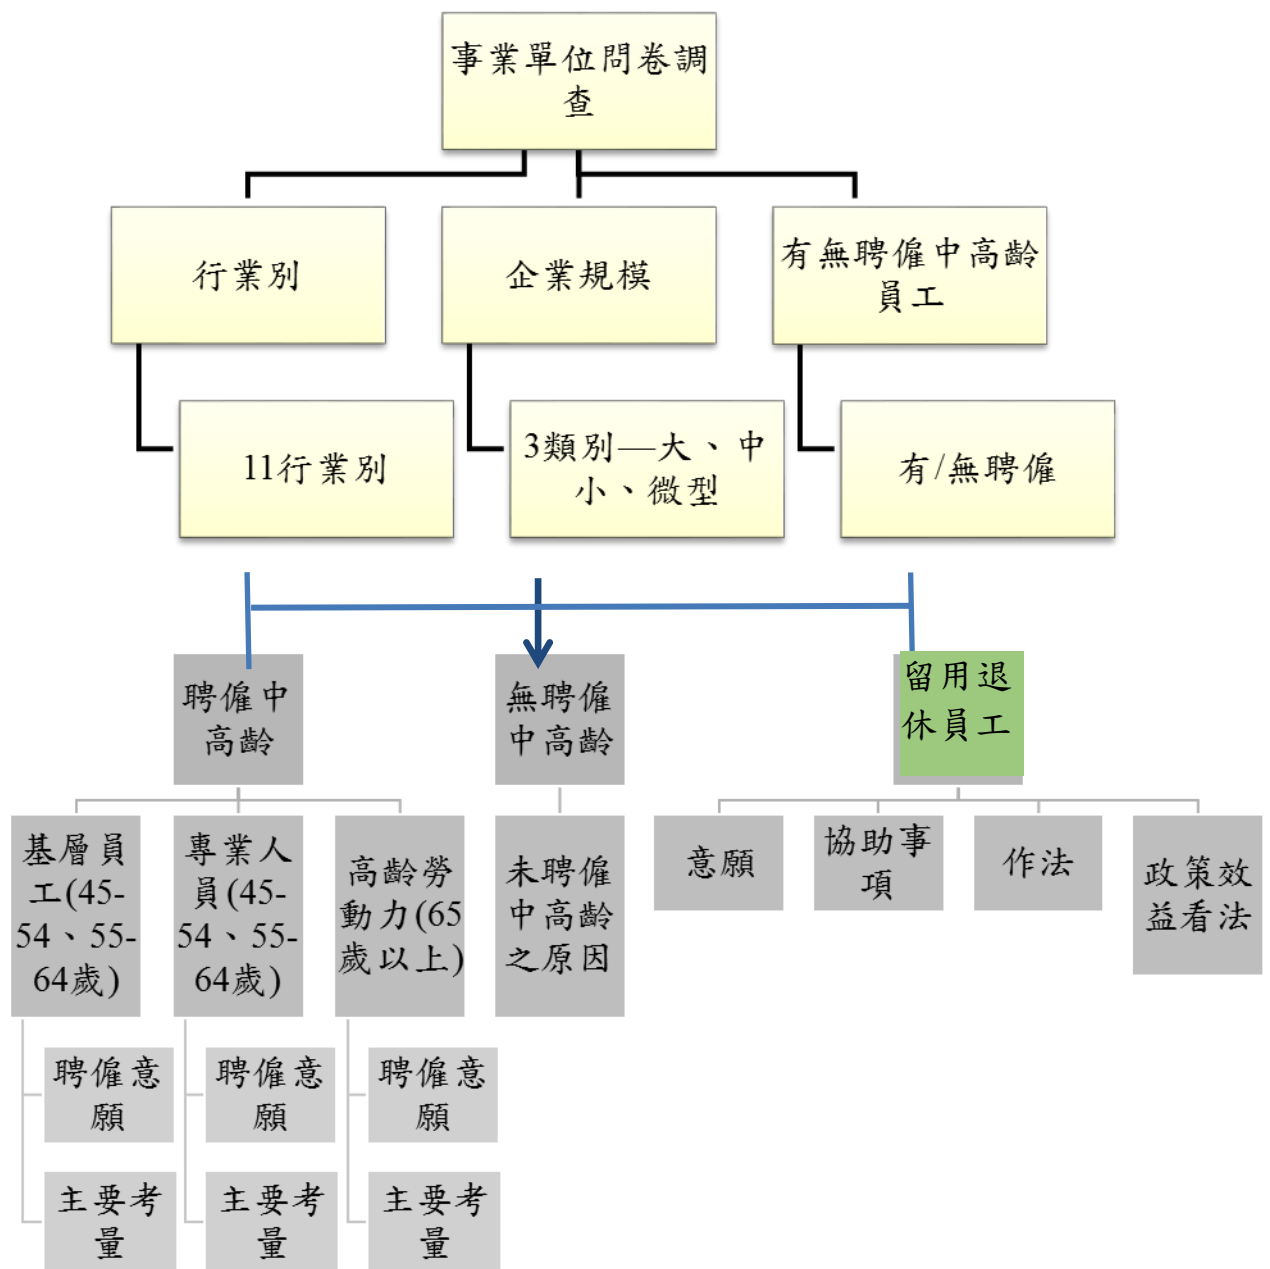 事業單位問卷調
查
行業別
企業規模
有無聘僱中高齡
員工
11行業別
3類別—大、中
小、微型
有/無聘僱
聘僱中
高齡
無聘僱
中高齡
留用退
休員工
基層員
工(45-
54、55-
64歲)
專業人
員(45-
54、55-
64歲)
高齡勞
動力(65
歲以上)
未聘僱
中高齡
之原因
意願
協助事
項
作法
政策效
益看法
聘僱意
願
聘僱意
願
聘僱意
願
主要考
量
主要考
量
主要考
量